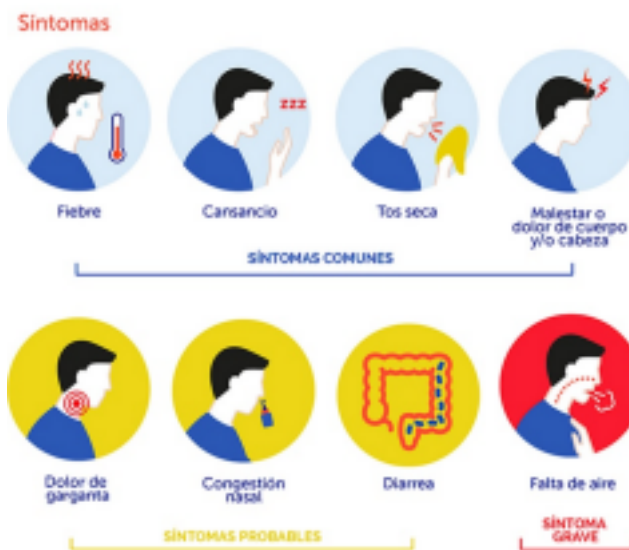 Síntomas
zzz
Fiebre
Cansancio
Tos seca
Malestar o
dolor de cuerpo
y/o cabeza
SÍNTOMAS COMUNES
Dolor de
garganta
Congestión
nasal
Diarrea
Falta de aire
SÍNTOMAS PROBABLES
SÍNTOMA
GRAVE